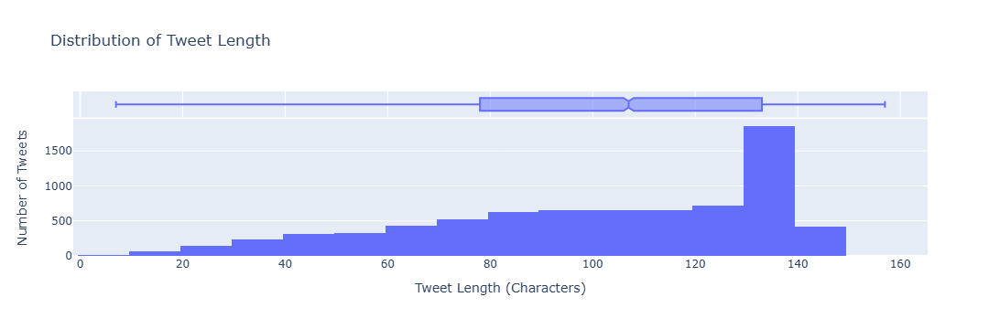 Distribution of Tweet Length
Number of Tweets
1500
1000
500
0
0 20 40 60 80 100 120 140 160
Tweet Length (Characters)